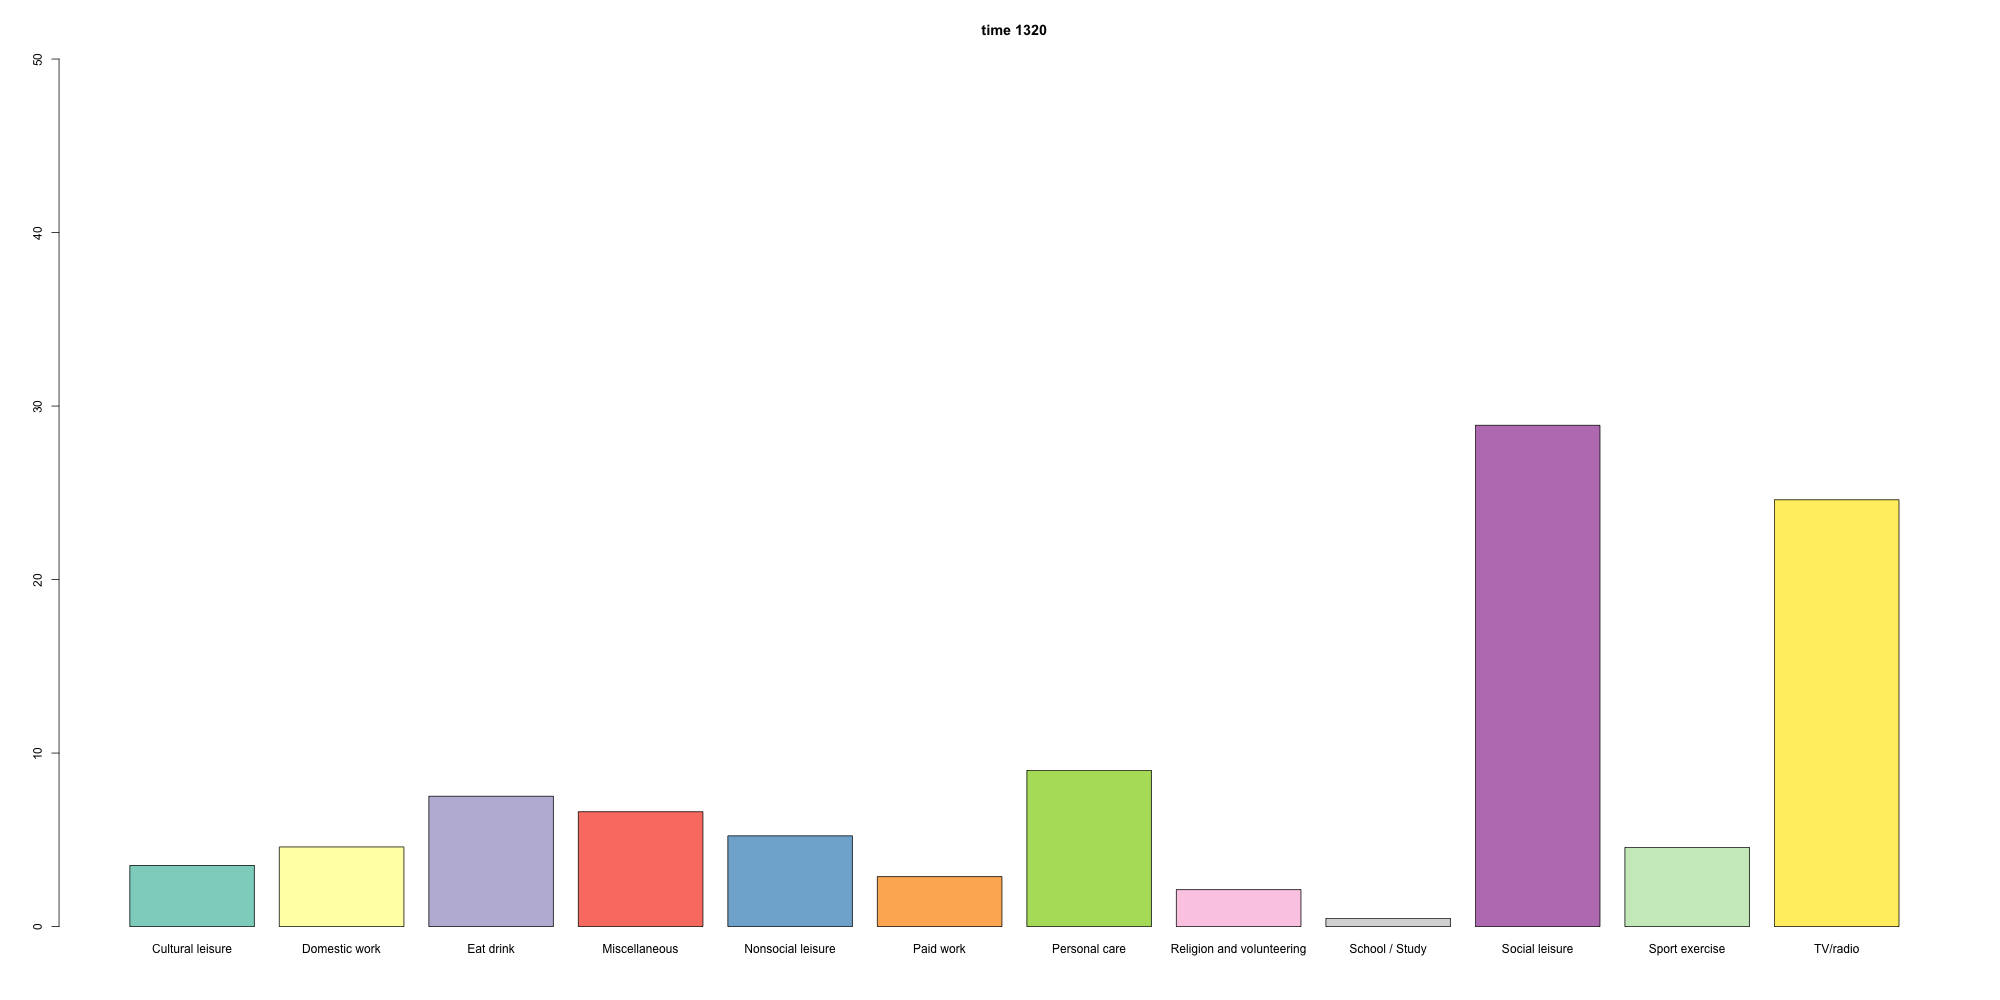 time 1320
50
40
30
20
10
0
Cultural leisure
Domestic work
Eat drink
Miscellaneous
Nonsocial leisure
Paid work
Personal care
Religion and volunteering
School / Study
Social leisure
Sport exercise
TV/radio